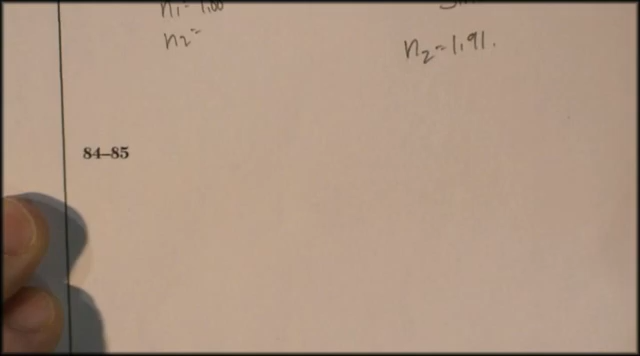 n₁= 1.00
n₂=
n₂=1.91.
84–85